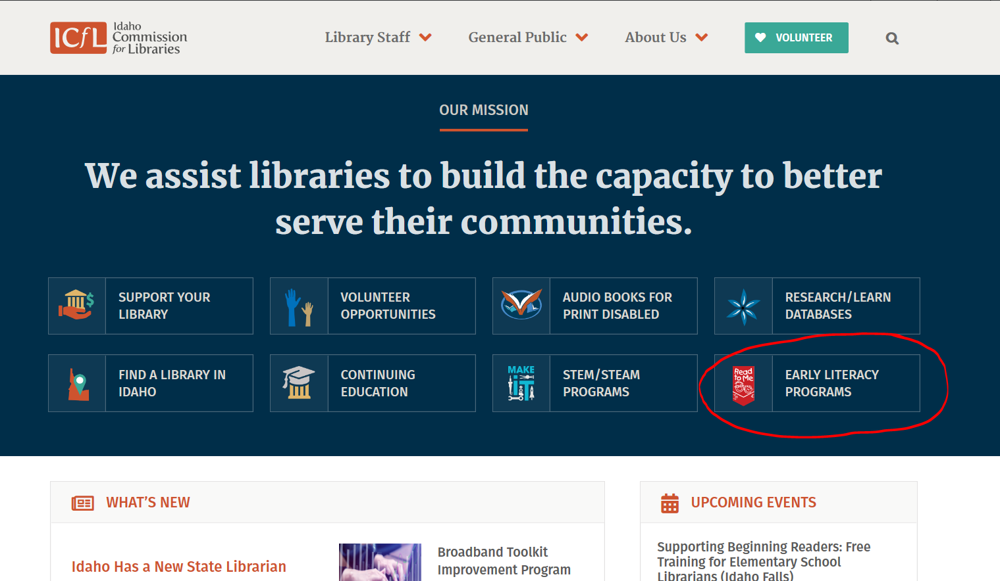 ICfL
Idaho
Commission
for Libraries
Library Staff
General Public
About Us
VOLUNTEER
OUR MISSION
We assist libraries to build the capacity to better
serve their communities.
SUPPORT YOUR
LIBRARY
VOLUNTEER
OPPORTUNITIES
AUDIO BOOKS FOR
PRINT DISABLED
RESEARCH/LEARN
DATABASES
FIND A LIBRARY IN
IDAHO
CONTINUING
EDUCATION
MAKE
iT
STEM/STEAM
PROGRAMS
Read
to Me
EARLY LITERACY
PROGRAMS
WHAT’S NEW
Idaho Has a New State Librarian
Broadband Toolkit
Improvement Program
UPCOMING EVENTS
Supporting Beginning Readers: Free
Training for Elementary School
Librarians (Idaho Falls)